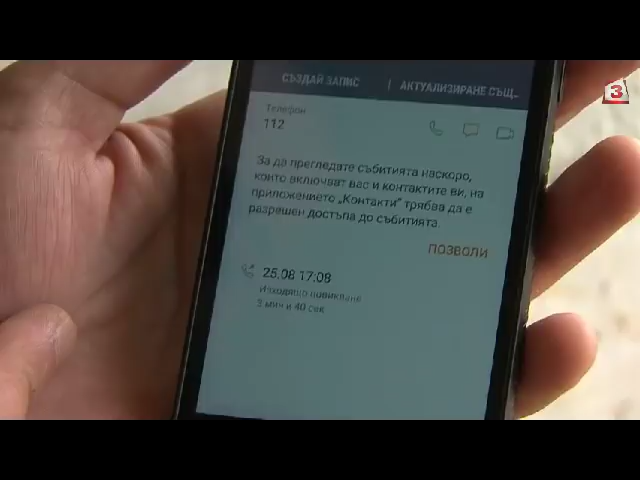 3
СЪЗДАЙ ЗАПИС | АКТУАЛИЗИРАНЕ СЪЩ...
Телефон
112
За да прегледате събитията наскоро,
които включват вас и контактите ви, на
приложението „Контакти" трябва да е
разрешен достъпа до събитията.
ПОЗВОЛИ
25.08 17:08
Изходящо повикване
3 мин и 40 сек